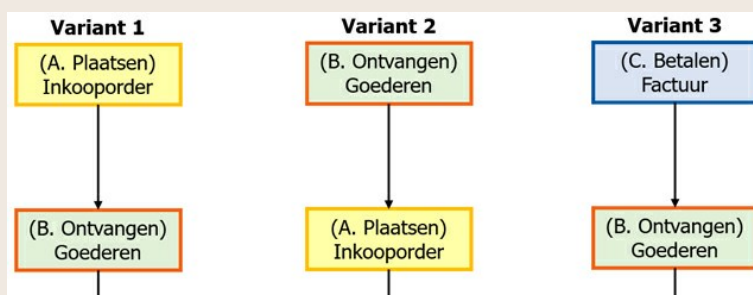 Variant 1
Variant 2
Variant 3
(A. Plaatsen)
Inkooporder
(B. Ontvangen)
Goederen
(C. Betalen)
Factuur
(B. Ontvangen)
Goederen
(A. Plaatsen)
Inkooporder
(B. Ontvangen)
Goederen